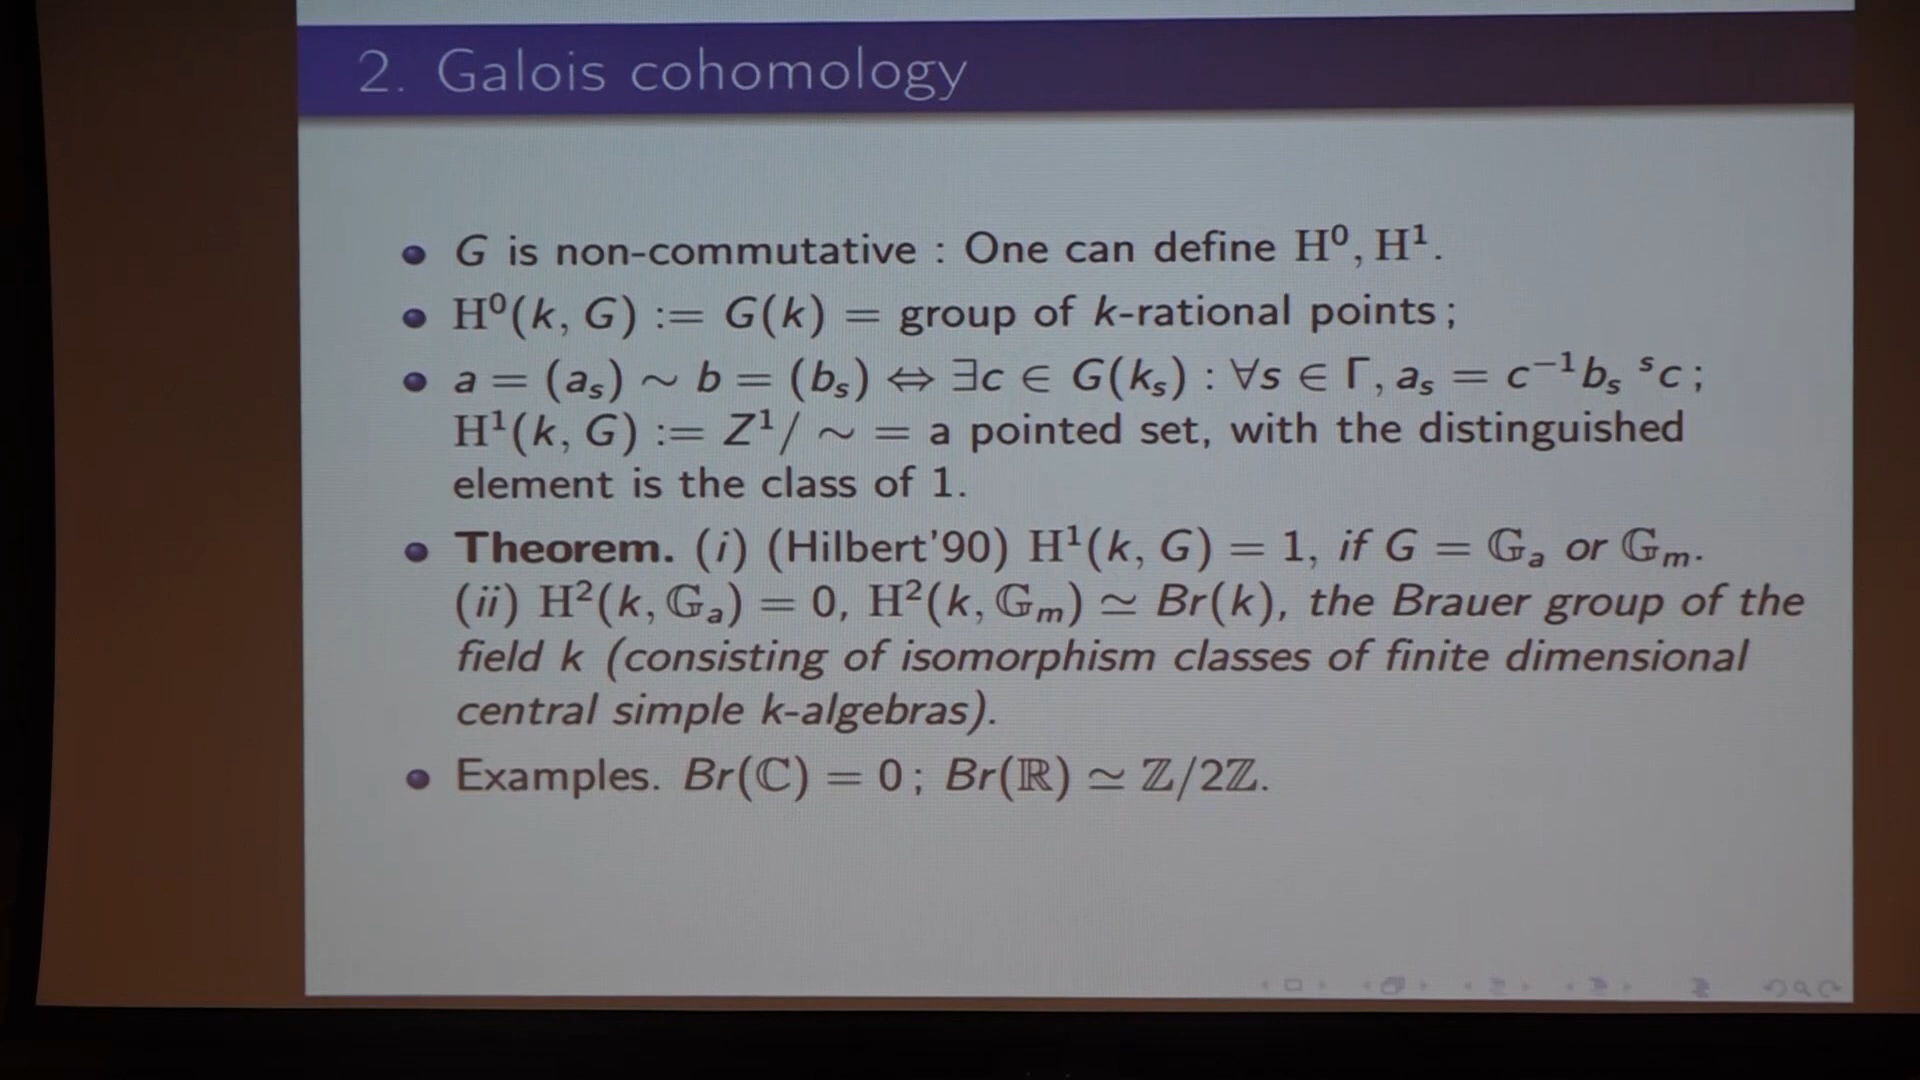 2. Galois cohomology
G is non-commutative : One can define H⁰, H¹.
H⁰(k, G) := G(k) = group of k-rational points ;
a = (aₛ) ∼ b = (bₛ) ⇔ ∃c ∈ G(kₛ) : ∀s ∈ Γ, aₛ = c⁻¹bₛ ˢc ;
H¹(k, G) := Z¹/ ∼ = a pointed set, with the distinguished
element is the class of 1.
Theorem. (i) (Hilbert'90) H¹(k, G) = 1, if G = 𝔾ₐ or 𝔾ₘ.
(ii) H²(k, 𝔾ₐ) = 0, H²(k, 𝔾ₘ) ≃ Br(k), the Brauer group of the
field k (consisting of isomorphism classes of finite dimensional
central simple k-algebras).
Examples. Br(ℂ) = 0 ; Br(ℝ) ≃ ℤ/2ℤ.